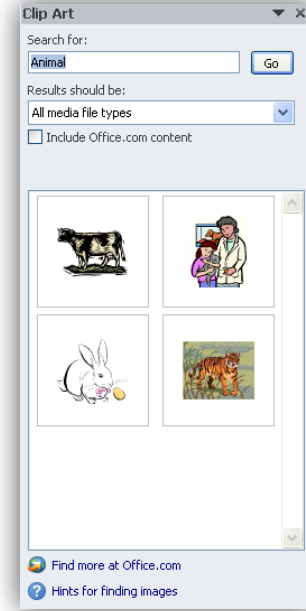 Clip Art
Search for:
Animal
Go
Results should be:
All media file types
Include Office.com content
Find more at Office.com
Hints for finding images